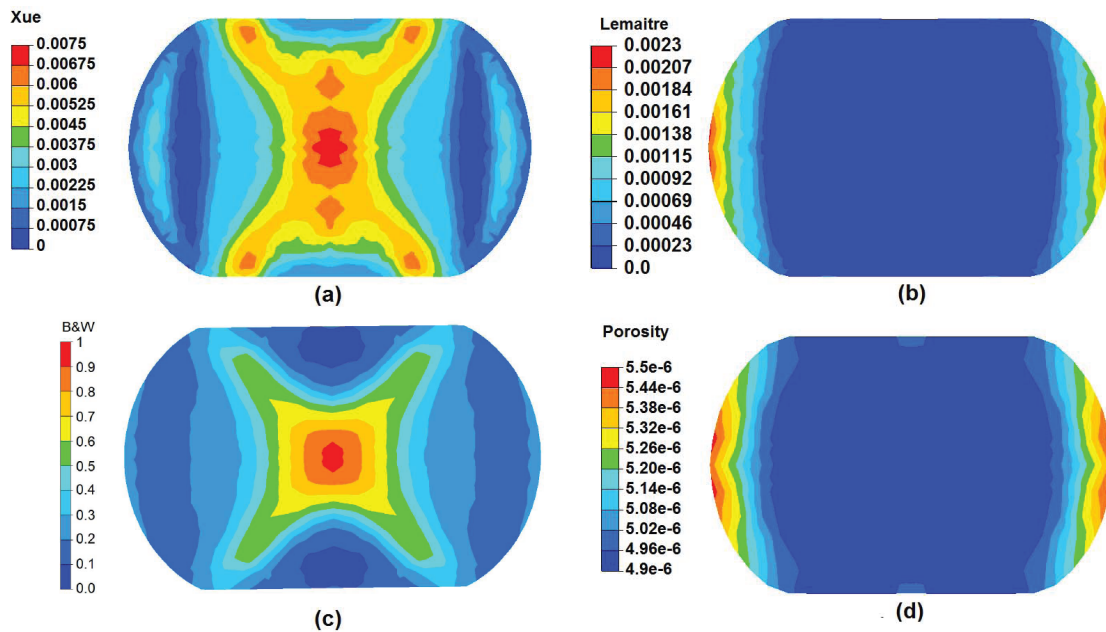 Xue
0.0075
0.00675
0.006
0.00525
0.0045
0.00375
0.003
0.00225
0.0015
0.00075
0
(a)
Lemaitre
0.0023
0.00207
0.00184
0.00161
0.00138
0.00115
0.00092
0.00069
0.00046
0.00023
0.0
(b)
B&W
1
0.9
0.8
0.7
0.6
0.5
0.4
0.3
0.2
0.1
0.0
(c)
Porosity
5.5e-6
5.44e-6
5.38e-6
5.32e-6
5.26e-6
5.20e-6
5.14e-6
5.08e-6
5.02e-6
4.96e-6
4.9e-6
(d)